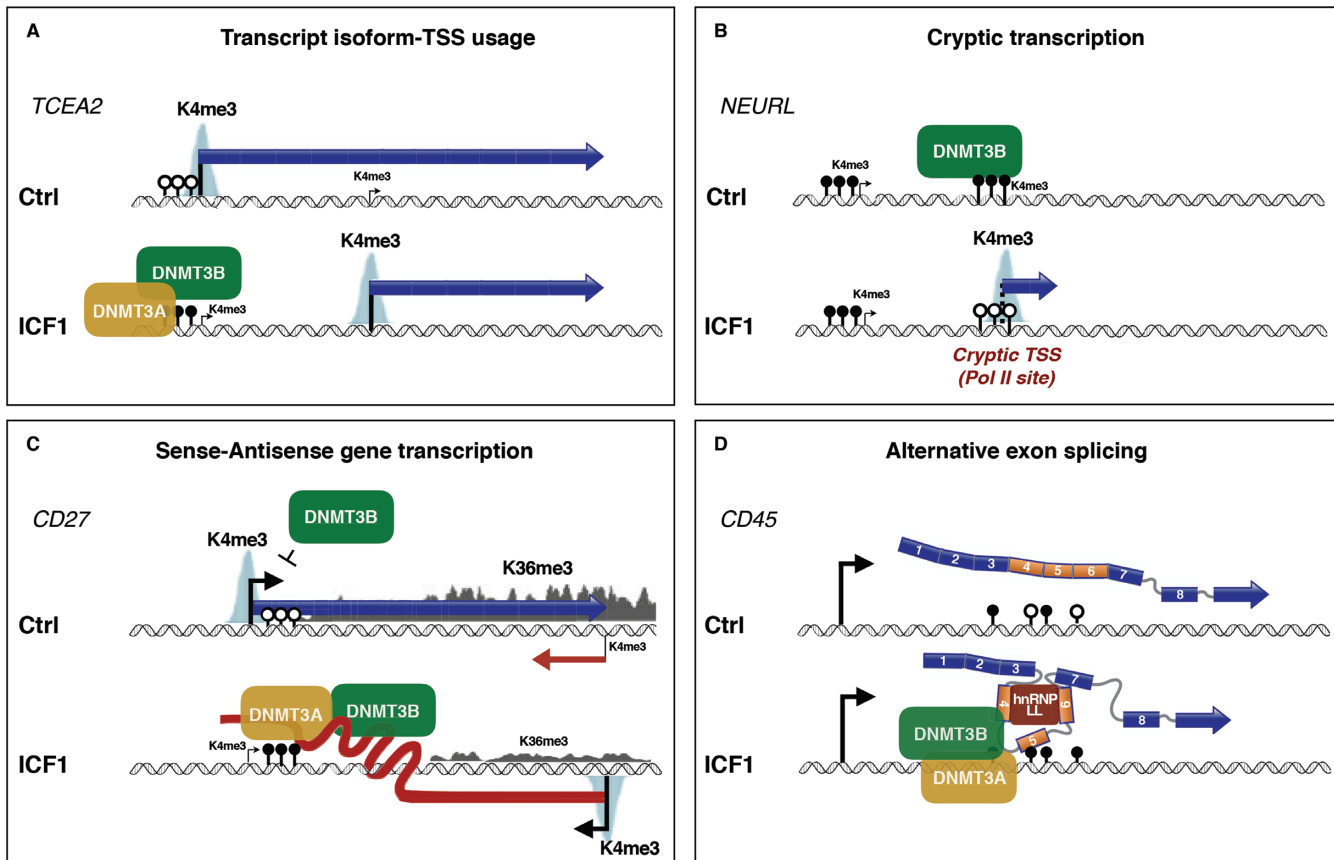 A
Transcript isoform-TSS usage
TCEA2
K4me3
K4me3
Ctrl
K4me3
DNMT3B
DNMT3A
K4me3
ICF1
B
Cryptic transcription
NEURL
DNMT3B
K4me3
K4me3
Ctrl
K4me3
K4me3
ICF1
Cryptic TSS
(Pol II site)
C
Sense-Antisense gene transcription
CD27
DNMT3B
K4me3
K36me3
Ctrl
K4me3
DNMT3A
DNMT3B
K4me3
K36me3
ICF1
K4me3
D
Alternative exon splicing
CD45
1 2 3 4 5 6 7
8
Ctrl
1 2 3
7
4 hnRNP 6
LL
8
5
DNMT3B
ICF1
DNMT3A